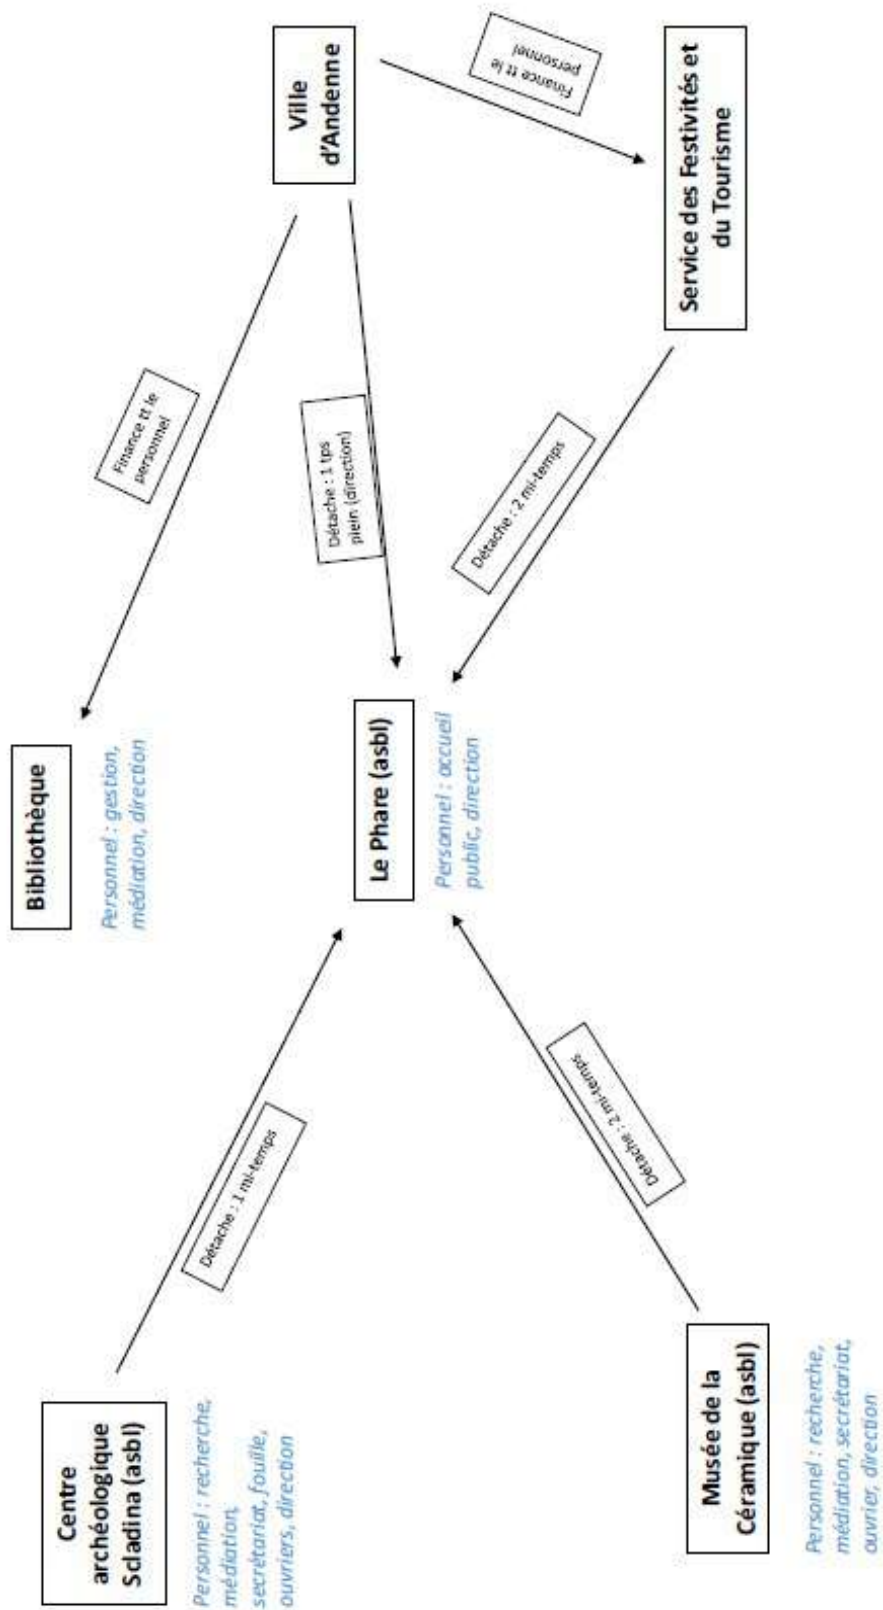 Centre
archéologique
Scladina (asbl)
Personnel : recherche,
médiation,
secrétariat, fouille,
ouvriers, direction
Détache : 1 mi-temps
Bibliothèque
Personnel : gestion,
médiation, direction
Finance tt le
personnel
Ville
d'Andenne
Détache : 1 tps
plein (direction)
Le Phare (asbl)
Personnel : accueil
public, direction
Finance tt le
personnel
Détache : 2 mi-temps
Service des Festivités et
du Tourisme
Détache : 2 mi-temps
Musée de la
Céramique (asbl)
Personnel : recherche,
médiation, secrétariat,
ouvrier, direction